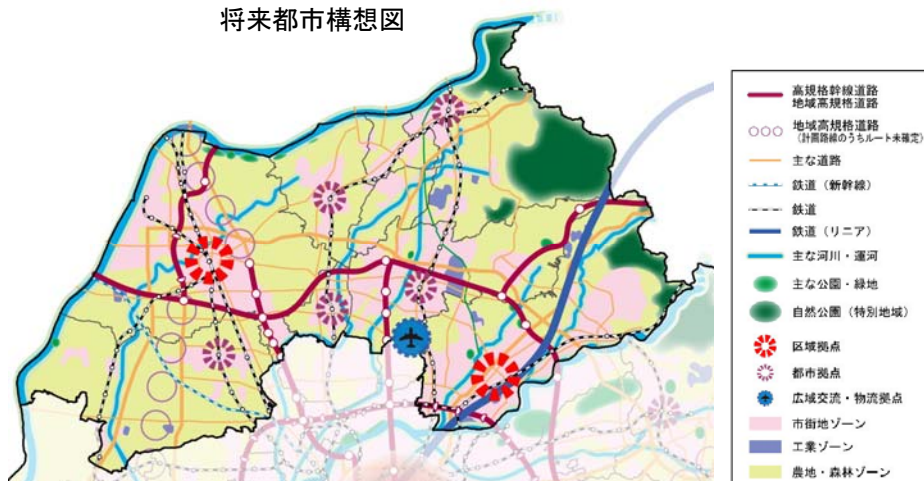 将来都市構想図
高規格幹線道路
地域高規格道路
地域高規格道路
(計画路線のうちルート未確定)
主な道路
鉄道（新幹線）
鉄道
鉄道（リニア）
主な河川・運河
主な公園・緑地
自然公園（特別地域）
区域拠点
都市拠点
広域交流・物流拠点
市街地ゾーン
工業ゾーン
農地・森林ゾーン